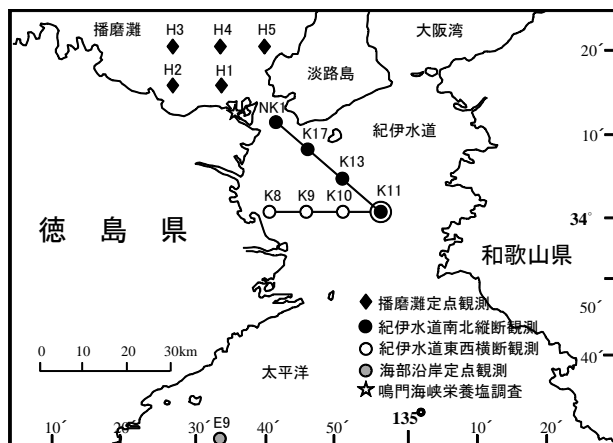 播磨灘
H3
H4
H5
大阪湾
20´
H2
H1
淡路島
NK1
紀伊水道
10´
K17
K13
K8
K9
K10
K11
34°
徳島県
和歌山県
50´
◆播磨灘定点観測
●紀伊水道南北縦断観測
○紀伊水道東西横断観測
海部沿岸定点観測
☆鳴門海峡栄養塩調査
0 10 20 30km
太平洋
40´
E9
10´
20´
30´
40´
50´
135°
10´
20´